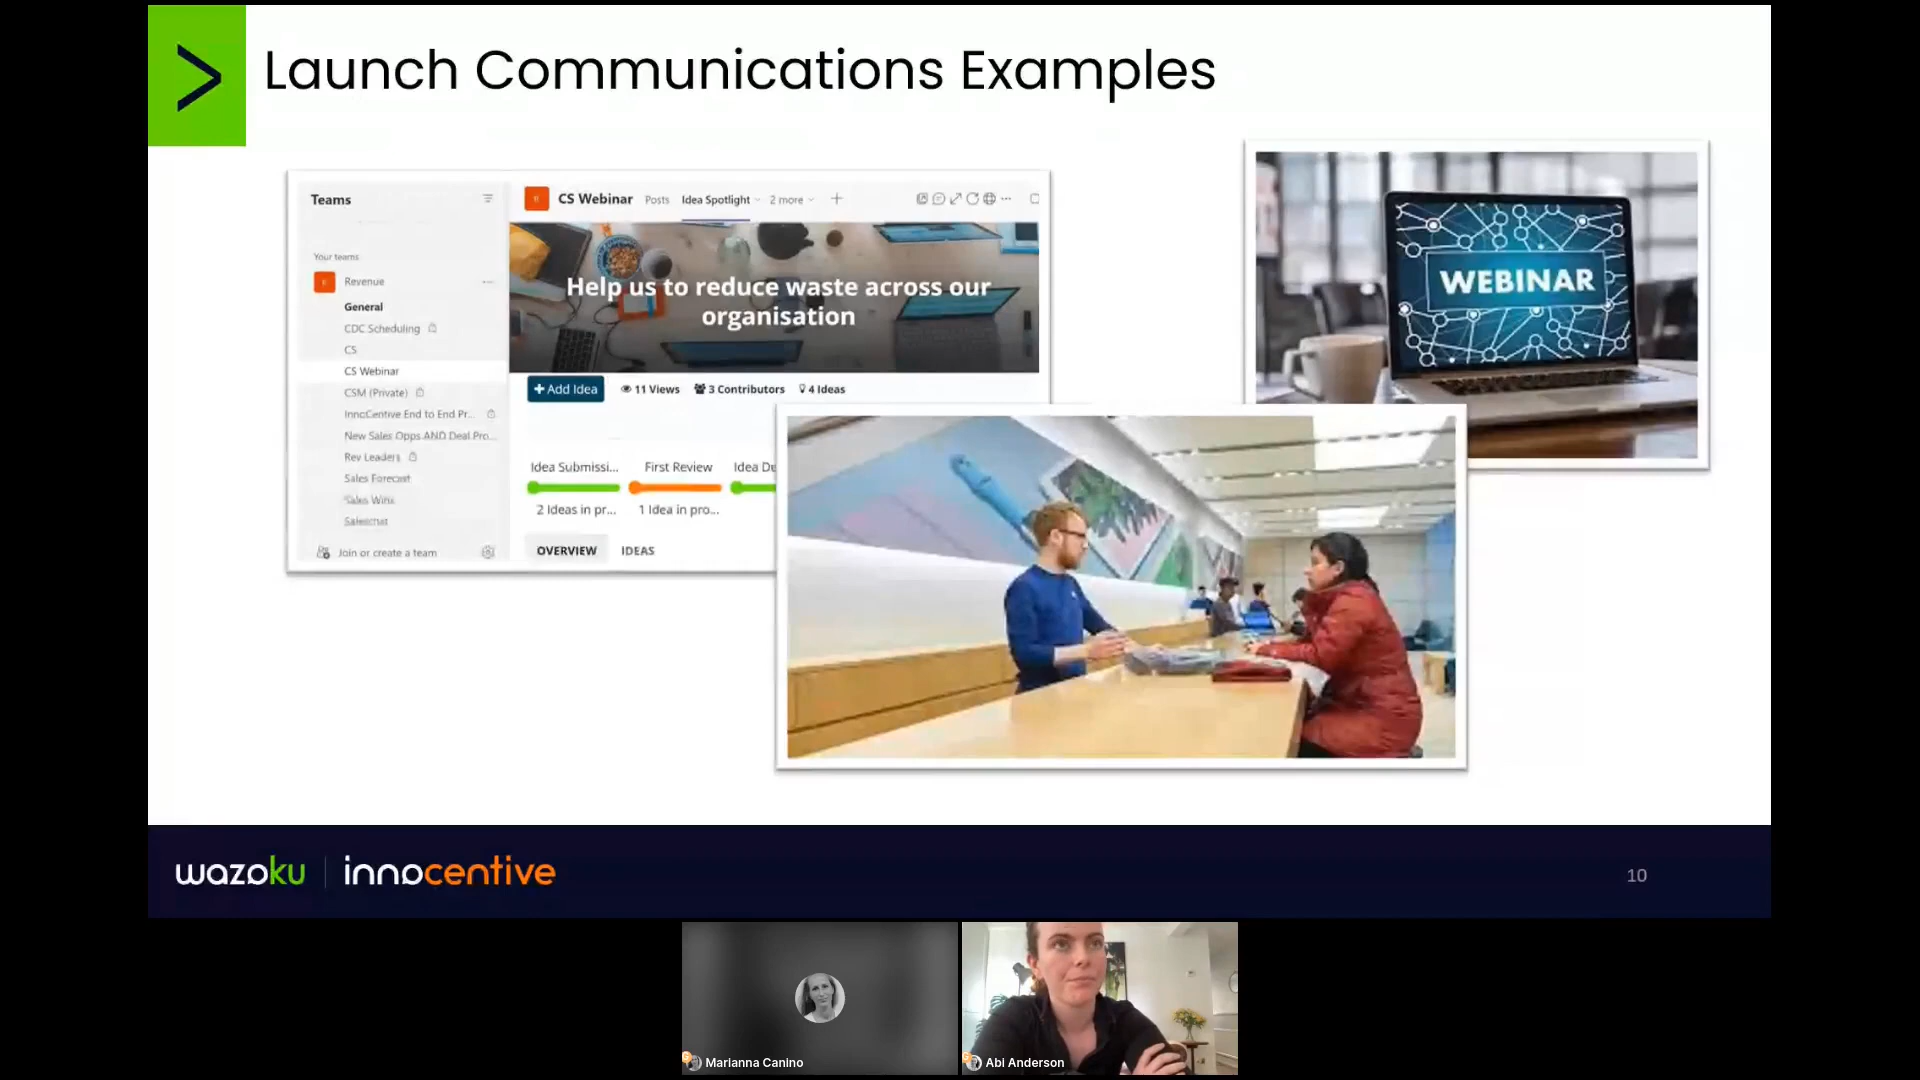 Launch Communications Examples
Teams
Your teams
Revenue
General
CDC Scheduling
CS
CS Webinar
CSM (Private)
InnoCentive End to End Pr...
New Sales Opps AND Deal Pro...
Rev Leaders
Sales Forecast
Sales Wins
Saleschat
Join or create a team
CS Webinar Posts Idea Spotlight 2 more
Help us to reduce waste across our
organisation
Add Idea 11 Views 3 Contributors 4 Ideas
Idea Submissi... First Review Idea De
2 Ideas in pr... 1 Idea in pro...
OVERVIEW IDEAS
WEBINAR
wazoku innocentive
10
Marianna Canino
Abi Anderson